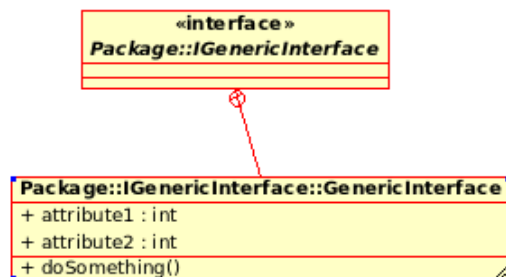 «interface»
Package::IGenericInterface
Package::IGenericInterface::GenericInterface
+ attribute1 : int
+ attribute2 : int
+ doSomething()